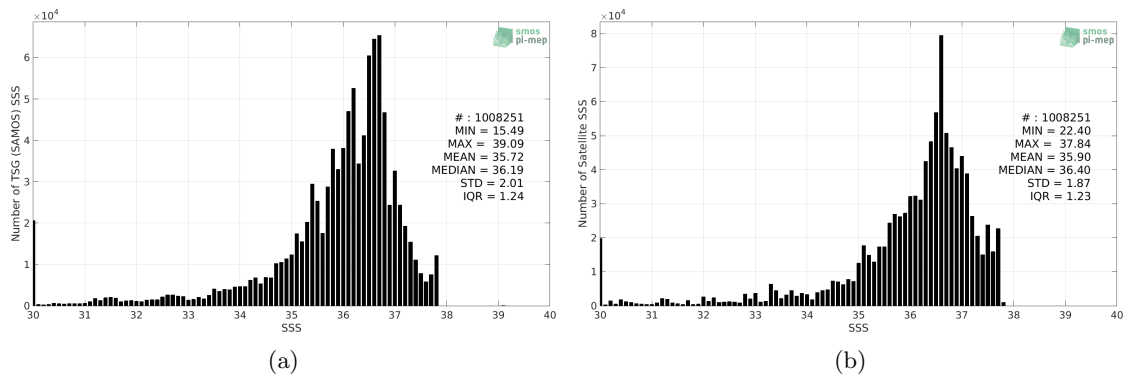 ×10⁴
smos
pi-mep
6
5
4
3
2
1
0
Number of TSG (SAMOS) SSS
# : 1008251
MIN = 15.49
MAX = 39.09
MEAN = 35.72
MEDIAN = 36.19
STD = 2.01
IQR = 1.24
30 31 32 33 34 35 36 37 38 39 40
SSS
(a)
×10⁴
smos
pi-mep
8
7
6
5
4
3
2
1
0
Number of Satellite SSS
# : 1008251
MIN = 22.40
MAX = 37.84
MEAN = 35.90
MEDIAN = 36.40
STD = 1.87
IQR = 1.23
30 31 32 33 34 35 36 37 38 39 40
SSS
(b)